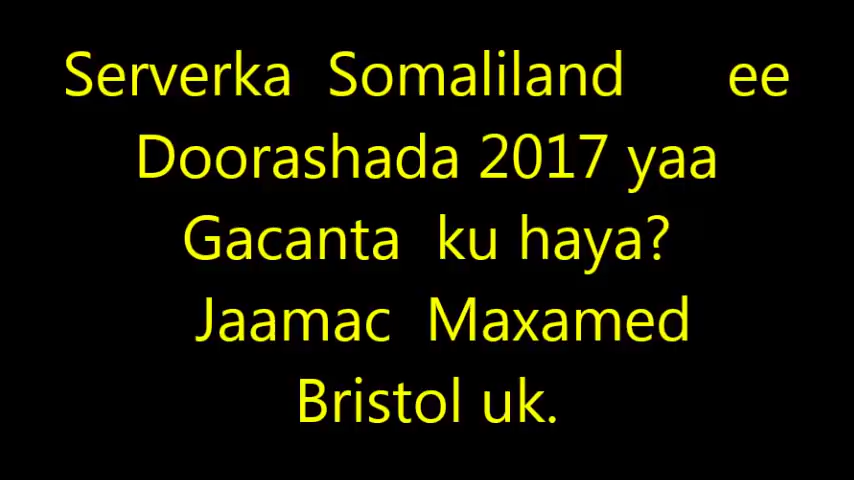 Serverka Somaliland ee
Doorashada 2017 yaa
Gacanta ku haya?
Jaamac Maxamed
Bristol uk.